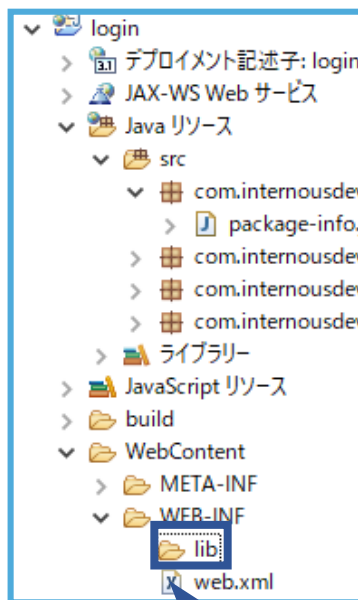 login
デプロイメント記述子: login
JAX-WS Web サービス
Java リソース
src
com.internousdev
package-info.
com.internousdev
com.internousdev
com.internousdev
ライブラリー
JavaScript リソース
build
WebContent
META-INF
WEB-INF
lib
web.xml